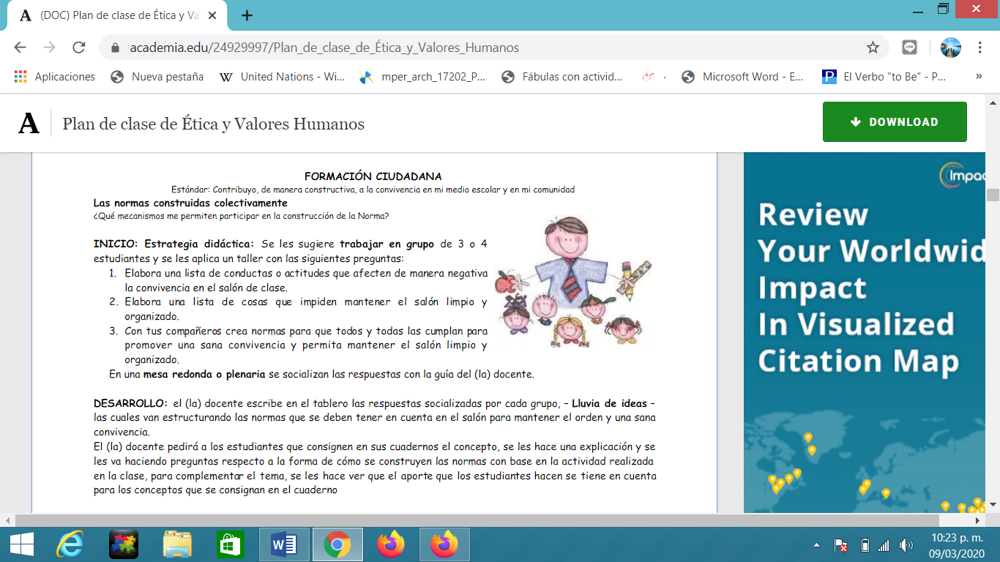 (DOC) Plan de clase de Ética y Va
academia.edu/24929997/Plan_de_clase_de_Ética_y_Valores_Humanos
Aplicaciones
Nueva pestaña
United Nations - Wi...
mper_arch_17202_P...
Fábulas con activid...
.
Microsoft Word - E...
El Verbo "to Be" - P...
»
A
Plan de clase de Ética y Valores Humanos
DOWNLOAD
FORMACIÓN CIUDADANA
Estándar: Contribuyo, de manera constructiva, a la convivencia en mi medio escolar y en mi comunidad
Las normas construidas colectivamente
¿Qué mecanismos me permiten participar en la construcción de la Norma?
INICIO: Estrategia didáctica: Se les sugiere trabajar en grupo de 3 o 4
estudiantes y se les aplica un taller con las siguientes preguntas:
1. Elabora una lista de conductas o actitudes que afecten de manera negativa
la convivencia en el salón de clase.
2. Elabora una lista de cosas que impiden mantener el salón limpio y
organizado.
3. Con tus compañeros crea normas para que todos y todas las cumplan para
promover una sana convivencia y permita mantener el salón limpio y
organizado.
En una mesa redonda o plenaria se socializan las respuestas con la guía del (la) docente.
DESARROLLO: el (la) docente escribe en el tablero las respuestas socializadas por cada grupo, – Lluvia de ideas –
las cuales van estructurando las normas que se deben tener en cuenta en el salón para mantener el orden y una sana
convivencia.
El (la) docente pedirá a los estudiantes que consignen en sus cuadernos el concepto, se les hace una explicación y se
les va haciendo preguntas respecto a la forma de cómo se construyen las normas con base en la actividad realizada
en la clase, para complementar el tema, se les hace ver que el aporte que los estudiantes hacen se tiene en cuenta
para los conceptos que se consignan en el cuaderno
Impac
Review
Your Worldwid
Impact
In Visualized
Citation Map
10:23 p. m.
09/03/2020